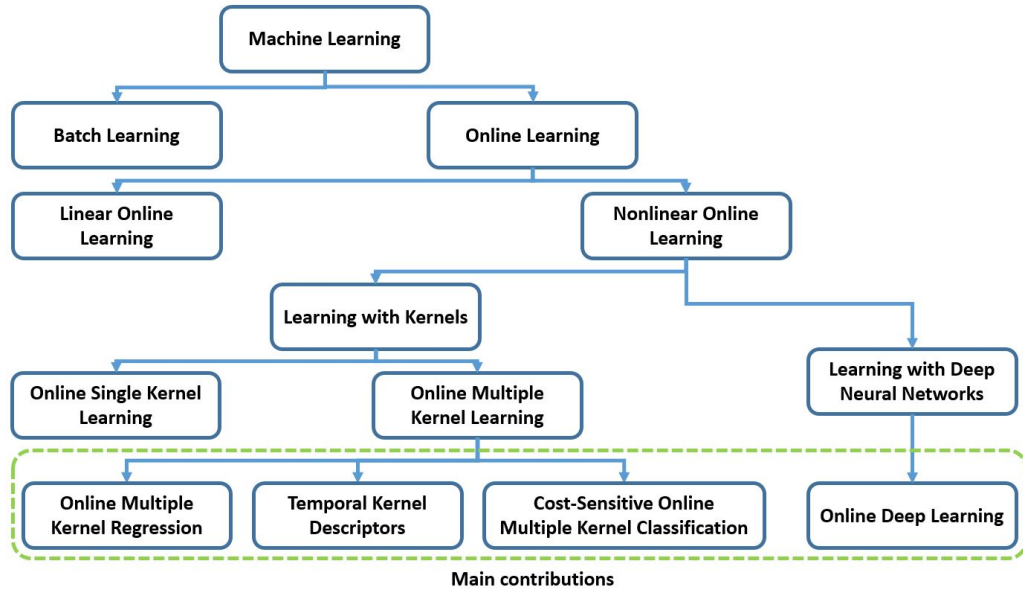 Machine Learning
Batch Learning
Online Learning
Linear Online
Learning
Nonlinear Online
Learning
Learning with Kernels
Learning with Deep
Neural Networks
Online Single Kernel
Learning
Online Multiple
Kernel Learning
Online Multiple
Kernel Regression
Temporal Kernel
Descriptors
Cost-Sensitive Online
Multiple Kernel Classification
Online Deep Learning
Main contributions